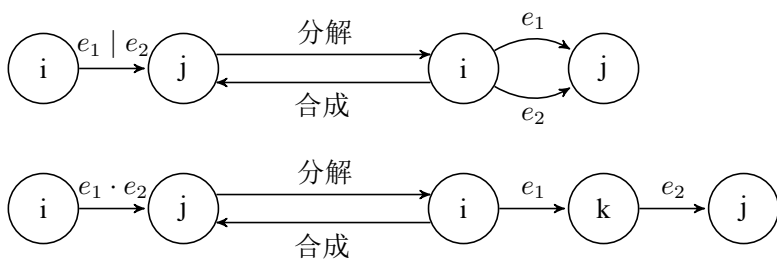 i e₁ | e₂ j 分解 合成 i e₁ e₂ j
i e₁ · e₂ j 分解 合成 i e₁ k e₂ j